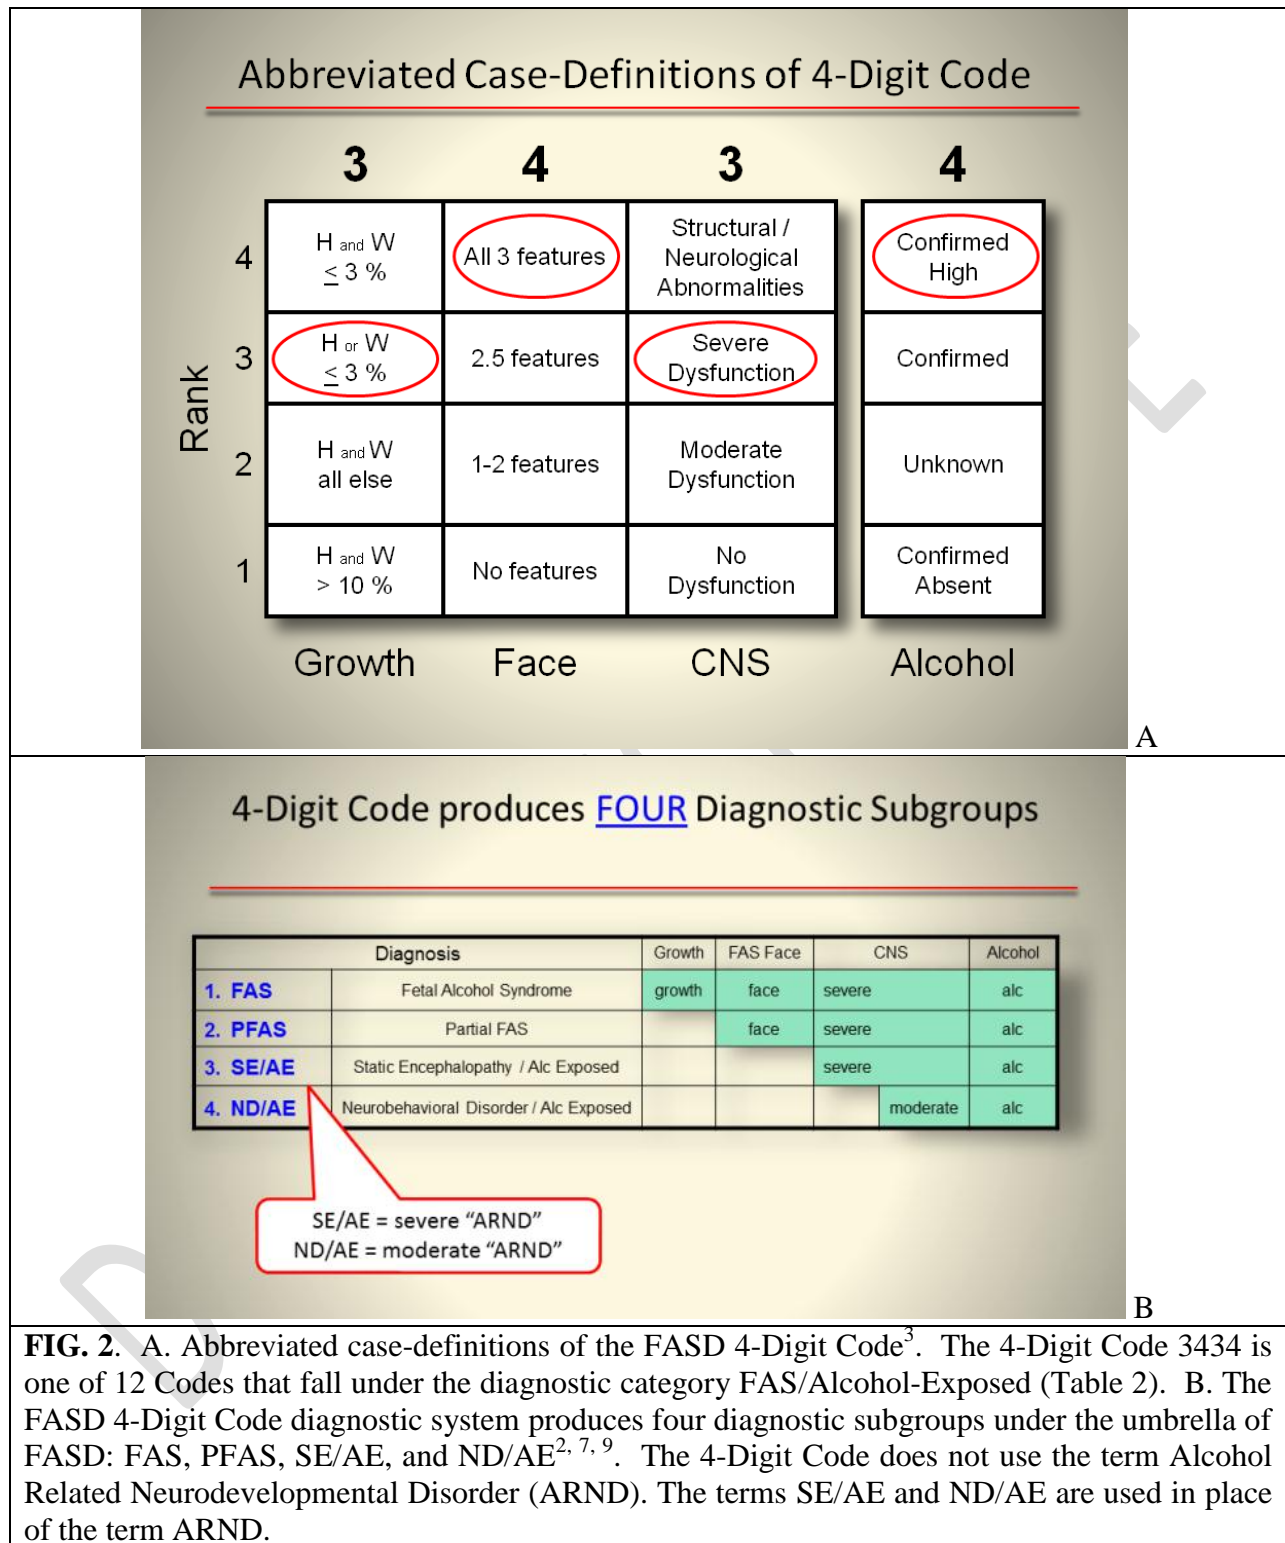 Abbreviated Case-Definitions of 4-Digit Code
3 4 3 4
Rank
4
H and W
≤ 3 %
All 3 features
Structural /
Neurological
Abnormalities
Confirmed
High
3
H or W
≤ 3 %
2.5 features
Severe
Dysfunction
Confirmed
2
H and W
all else
1-2 features
Moderate
Dysfunction
Unknown
1
H and W
> 10 %
No features
No
Dysfunction
Confirmed
Absent
Growth Face CNS Alcohol
A
4-Digit Code produces FOUR Diagnostic Subgroups
Diagnosis Growth FAS Face CNS Alcohol
1. FAS Fetal Alcohol Syndrome growth face severe alc
2. PFAS Partial FAS face severe alc
3. SE/AE Static Encephalopathy / Alc Exposed severe alc
4. ND/AE Neurobehavioral Disorder / Alc Exposed moderate alc
SE/AE = severe “ARND”
ND/AE = moderate “ARND”
B
FIG. 2. A. Abbreviated case-definitions of the FASD 4-Digit Code3. The 4-Digit Code 3434 is
one of 12 Codes that fall under the diagnostic category FAS/Alcohol-Exposed (Table 2). B. The
FASD 4-Digit Code diagnostic system produces four diagnostic subgroups under the umbrella of
FASD: FAS, PFAS, SE/AE, and ND/AE2, 7, 9. The 4-Digit Code does not use the term Alcohol
Related Neurodevelopmental Disorder (ARND). The terms SE/AE and ND/AE are used in place
of the term ARND.